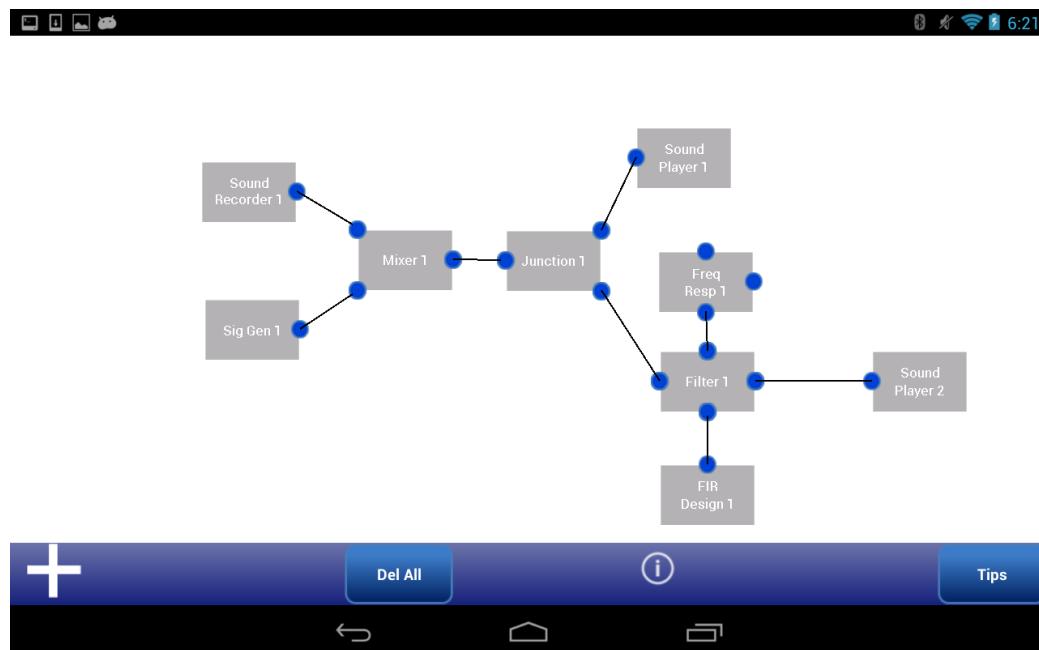 6:21
Sound
Player 1
Sound
Recorder 1
Mixer 1
Junction 1
Freq
Resp 1
Sig Gen 1
Filter 1
Sound
Player 2
FIR
Design 1
Del All
i
Tips